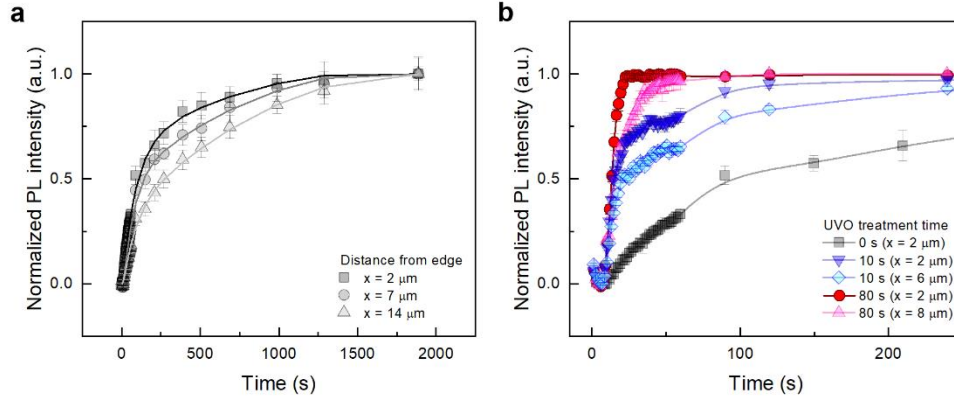 a
Normalized PL intensity (a.u.)
1.0
0.5
0.0
Distance from edge
x = 2 μm
x = 7 μm
x = 14 μm
0
500
1000
1500
2000
Time (s)
b
Normalized PL intensity (a.u.)
1.0
0.5
0.0
UVO treatment time
0 s (x = 2 μm)
10 s (x = 2 μm)
10 s (x = 6 μm)
80 s (x = 2 μm)
80 s (x = 8 μm)
0
100
200
Time (s)